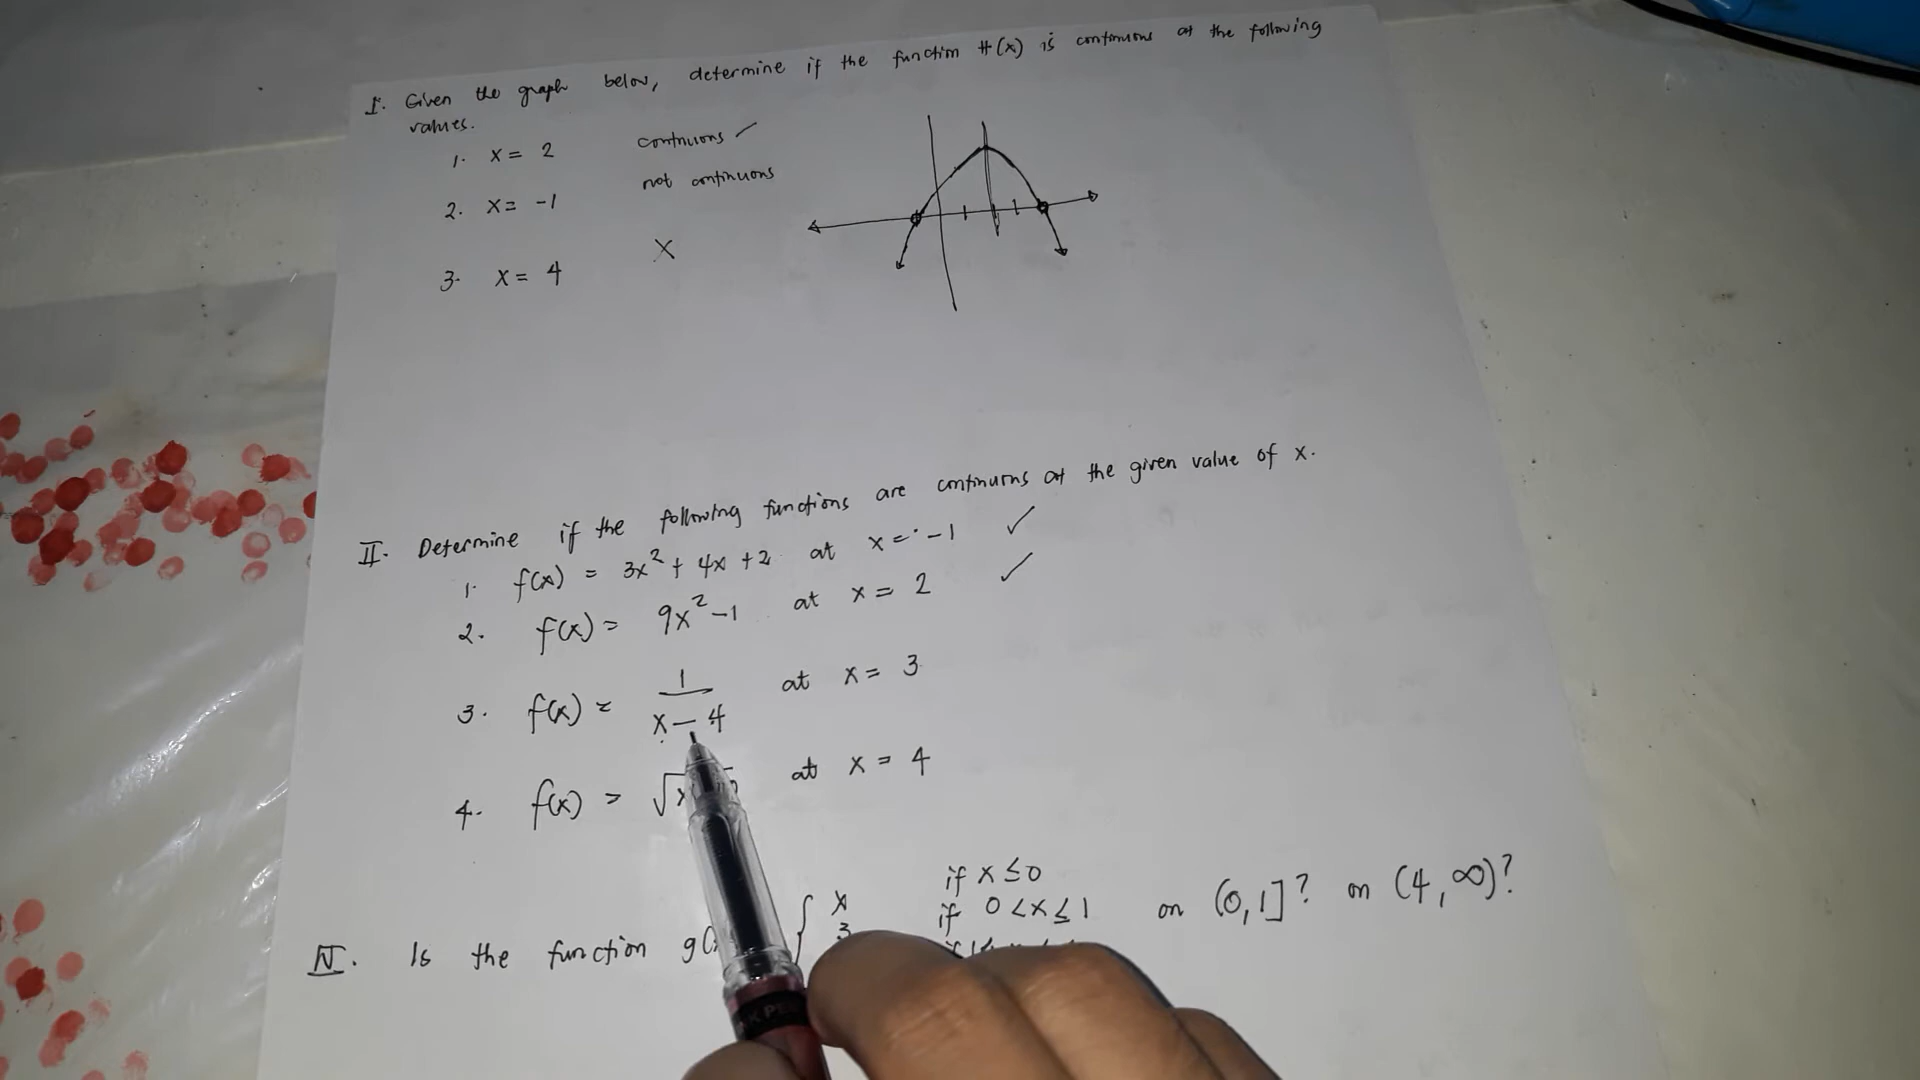 I. Given the graph below, determine if the function H(x) is continuous at the following
values.
1. x = 2 continuous ✓
2. x = -1 not continuous
3. x = 4 X
II. Determine if the following functions are continuous at the given value of x.
1. f(x) = 3x² + 4x + 2 at x = -1 ✓
2. f(x) = 9x² - 1 at x = 2 ✓
3. f(x) = 1/(x - 4) at x = 3
4. f(x) = √x at x = 4
if x ≤ 0
IV. Is the function g( { x if 0 < x ≤ 1 on (0, 1]? on (4, ∞)?
3